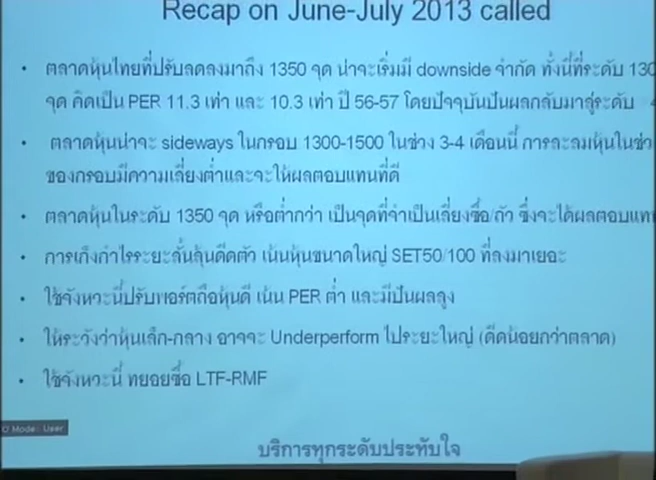 Recap on June-July 2013 called
• ตลาดหุ้นไทยที่ปรับลดลงมาถึง 1350 จุด น่าจะเริ่มมี downside จำกัด ทั้งนี้ที่ระดับ 130
จุด คิดเป็น PER 11.3 เท่า และ 10.3 เท่า ปี 56-57 โดยปัจจุบันปันผลกลับมาสู่ระดับ
• ตลาดหุ้นน่าจะ sideways ในกรอบ 1300-1500 ในช่วง 3-4 เดือนนี้ การสะสมหุ้นในช่ว
ของกรอบมีความเสี่ยงต่ำและจะให้ผลตอบแทนที่ดี
• ตลาดหุ้นในระดับ 1350 จุด หรือต่ำกว่า เป็นจุดที่จำเป็นเสี่ยงซื้อ/ถัว ซึ่งจะได้ผลตอบแท
• การเก็งกำไรระยะสั้นลุ้นดีดตัว เน้นหุ้นขนาดใหญ่ SET50/100 ที่ลงมาเยอะ
• ใช้จังหวะนี้ปรับพอร์ตถือหุ้นดี เน้น PER ต่ำ และมีปันผลสูง
• ให้ระวังว่าหุ้นเล็ก-กลาง อาจจะ Underperform ไประยะใหญ่ (ดีดน้อยกว่าตลาด)
• ใช้จังหวะนี้ ทยอยซื้อ LTF-RMF
Mode: User
บริการทุกระดับประทับใจ